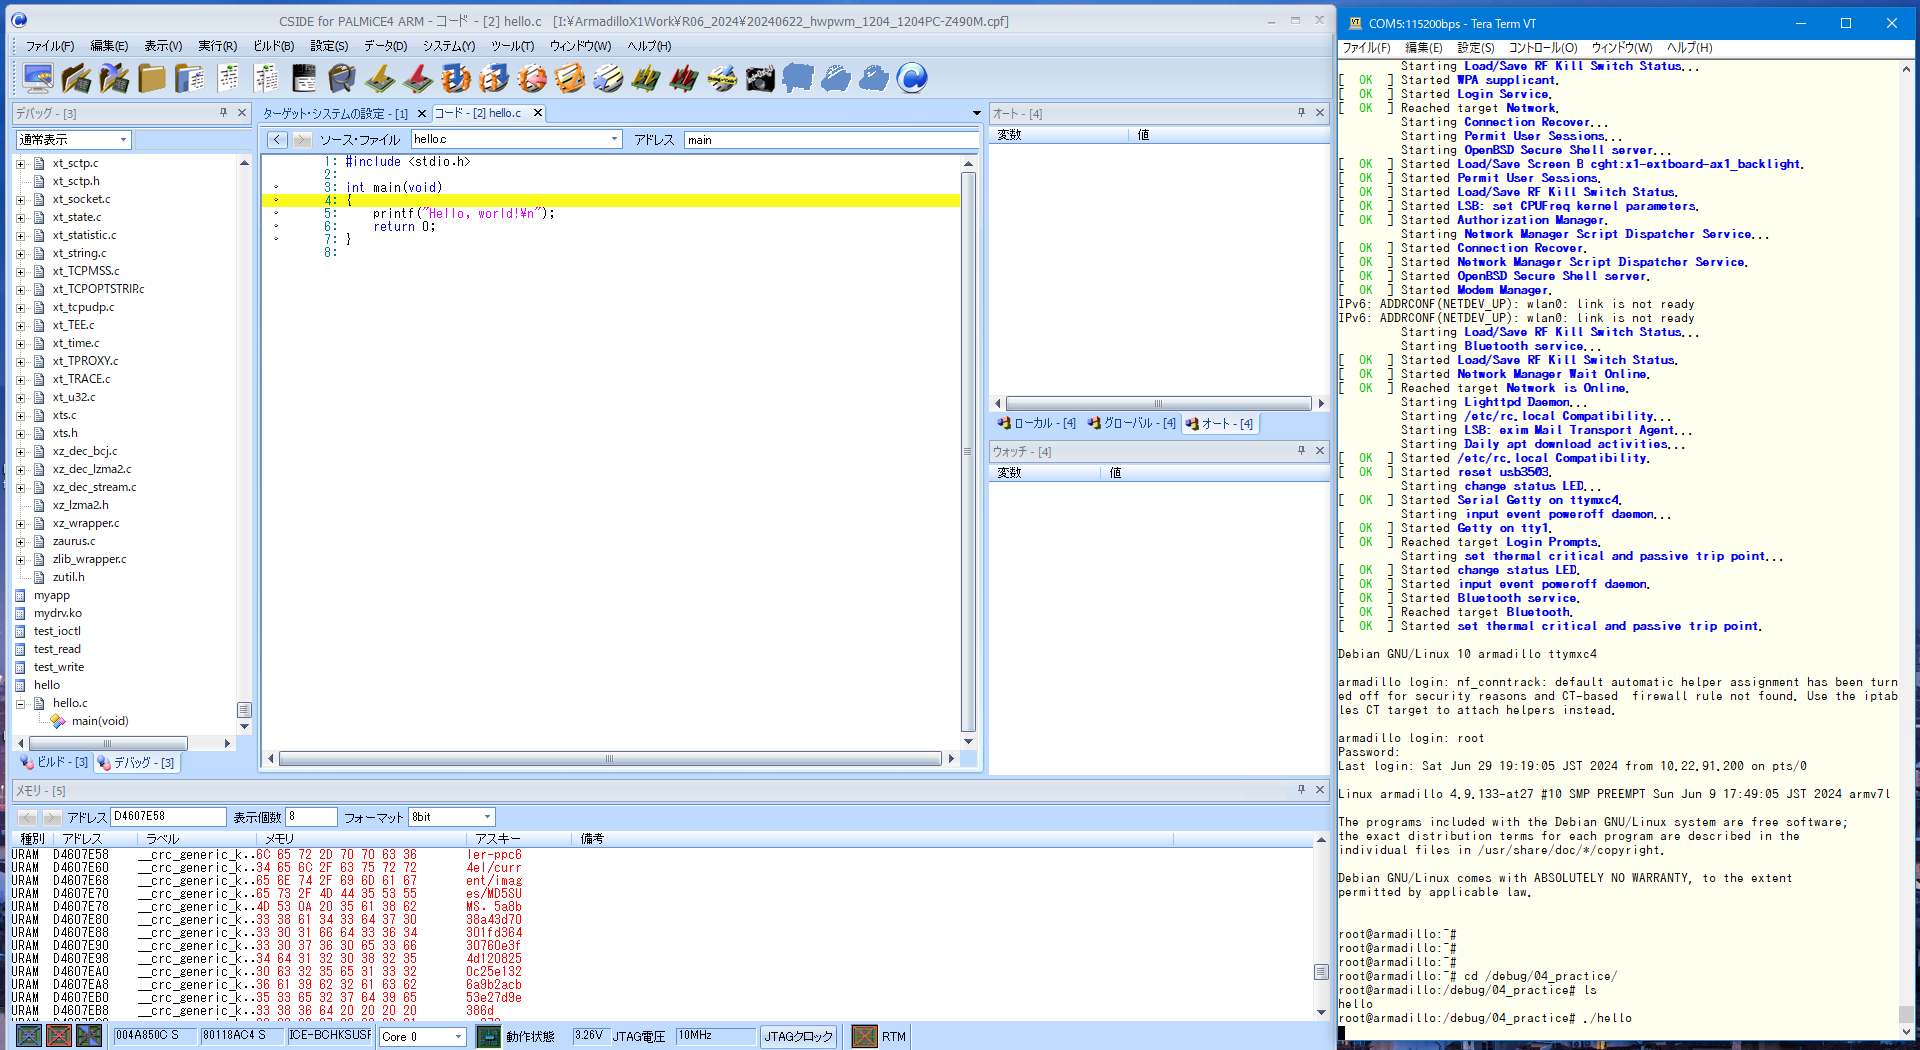 CSIDE for PALMiCE4 ARM - コード - [2] hello.c    [I:¥ArmadilloX1Work¥R06_2024¥20240622_hwpwm_1204_1204PC-Z490M.cpf]
ファイル(F) 編集(E) 表示(V) 実行(R) ビルド(B) 設定(S) データ(D) システム(Y) ツール(T) ウィンドウ(W) ヘルプ(H)
デバッグ - [3]
通常表示
xt_sctp.c
xt_sctp.h
xt_socket.c
xt_state.c
xt_statistic.c
xt_string.c
xt_TCPMSS.c
xt_TCPOPTSTRIP.c
xt_tcpudp.c
xt_TEE.c
xt_time.c
xt_TPROXY.c
xt_TRACE.c
xt_u32.c
xts.c
xts.h
xz_dec_bcj.c
xz_dec_lzma2.c
xz_dec_stream.c
xz_lzma2.h
xz_wrapper.c
zaurus.c
zlib_wrapper.c
zutil.h
myapp
mydrv.ko
test_ioctl
test_read
test_write
hello
hello.c
main(void)
ビルド - [3] デバッグ - [3]
ターゲット・システムの設定 - [1] コード - [2] hello.c
ソース・ファイル hello.c アドレス main
1: #include <stdio.h>
2:
3: int main(void)
4: {
5:     printf("Hello, world!¥n");
6:     return 0;
7: }
8:
オート - [4]
変数 値
ローカル - [4] グローバル - [4] オート - [4]
ウォッチ - [4]
変数 値
メモリ - [5]
アドレス D4607E58 表示個数 8 フォーマット 8bit
種別 アドレス ラベル メモリ アスキー 備考
URAM D4607E58 __crc_generic_k..6C 65 72 2D 70 70 63 36 ler-ppc6
URAM D4607E60 __crc_generic_k..34 65 6C 2F 63 75 72 72 4el/curr
URAM D4607E68 __crc_generic_k..65 6E 74 2F 69 6D 61 67 ent/imag
URAM D4607E70 __crc_generic_k..65 73 2F 4D 44 35 53 55 es/MD5SU
URAM D4607E78 __crc_generic_k..4D 53 0A 20 35 61 38 62 MS. 5a8b
URAM D4607E80 __crc_generic_k..33 38 61 34 33 64 37 30 38a43d70
URAM D4607E88 __crc_generic_k..33 30 31 66 64 33 36 34 301fd364
URAM D4607E90 __crc_generic_k..33 30 37 36 30 65 33 66 30760e3f
URAM D4607E98 __crc_generic_k..34 64 31 32 30 38 32 35 4d120825
URAM D4607EA0 __crc_generic_k..30 63 32 35 65 31 33 32 0c25e132
URAM D4607EA8 __crc_generic_k..36 61 39 62 32 61 63 62 6a9b2acb
URAM D4607EB0 __crc_generic_k..35 33 65 32 37 64 39 65 53e27d9e
URAM D4607EB8 __crc_generic_k..33 38 36 64 20 20 20 20 386d
004A850C S 80118AC4 S ICE-BCHKSUSF Core 0 動作状態 3.26V JTAG電圧 10MHz JTAGクロック RTM
COM5:115200bps - Tera Term VT
ファイル(F) 編集(E) 設定(S) コントロール(O) ウィンドウ(W) ヘルプ(H)
Starting Load/Save RF Kill Switch Status...
[  OK  ] Started WPA supplicant.
[  OK  ] Started Login Service.
[  OK  ] Reached target Network.
Starting Connection Recover...
Starting Permit User Sessions...
Starting OpenBSD Secure Shell server...
[  OK  ] Started Load/Save Screen B cght:x1-extboard-ax1_backlight.
[  OK  ] Started Permit User Sessions.
[  OK  ] Started Load/Save RF Kill Switch Status.
[  OK  ] Started LSB: set CPUFreq kernel parameters.
[  OK  ] Started Authorization Manager.
Starting Network Manager Script Dispatcher Service...
[  OK  ] Started Connection Recover.
[  OK  ] Started Network Manager Script Dispatcher Service.
[  OK  ] Started OpenBSD Secure Shell server.
[  OK  ] Started Modem Manager.
IPv6: ADDRCONF(NETDEV_UP): wlan0: link is not ready
IPv6: ADDRCONF(NETDEV_UP): wlan0: link is not ready
Starting Load/Save RF Kill Switch Status...
Starting Bluetooth service...
[  OK  ] Started Load/Save RF Kill Switch Status.
[  OK  ] Started Network Manager Wait Online.
[  OK  ] Reached target Network is Online.
Starting Lighttpd Daemon...
Starting /etc/rc.local Compatibility...
Starting LSB: exim Mail Transport Agent...
Starting Daily apt download activities...
[  OK  ] Started /etc/rc.local Compatibility.
[  OK  ] Started reset usb3503.
Starting change status LED...
[  OK  ] Started Serial Getty on ttymxc4.
Starting input event poweroff daemon...
[  OK  ] Started Getty on tty1.
[  OK  ] Reached target Login Prompts.
Starting set thermal critical and passive trip point...
[  OK  ] Started change status LED.
[  OK  ] Started input event poweroff daemon.
[  OK  ] Started Bluetooth service.
[  OK  ] Reached target Bluetooth.
[  OK  ] Started set thermal critical and passive trip point.
Debian GNU/Linux 10 armadillo ttymxc4
armadillo login: nf_conntrack: default automatic helper assignment has been turn
ed off for security reasons and CT-based  firewall rule not found. Use the iptab
les CT target to attach helpers instead.
armadillo login: root
Password:
Last login: Sat Jun 29 19:19:05 JST 2024 from 10.22.91.200 on pts/0
Linux armadillo 4.9.133-at27 #10 SMP PREEMPT Sun Jun 9 17:49:05 JST 2024 armv7l
The programs included with the Debian GNU/Linux system are free software;
the exact distribution terms for each program are described in the
individual files in /usr/share/doc/*/copyright.
Debian GNU/Linux comes with ABSOLUTELY NO WARRANTY, to the extent
permitted by applicable law.
root@armadillo:~#
root@armadillo:~#
root@armadillo:~#
root@armadillo:~# cd /debug/04_practice/
root@armadillo:/debug/04_practice# ls
hello
root@armadillo:/debug/04_practice# ./hello